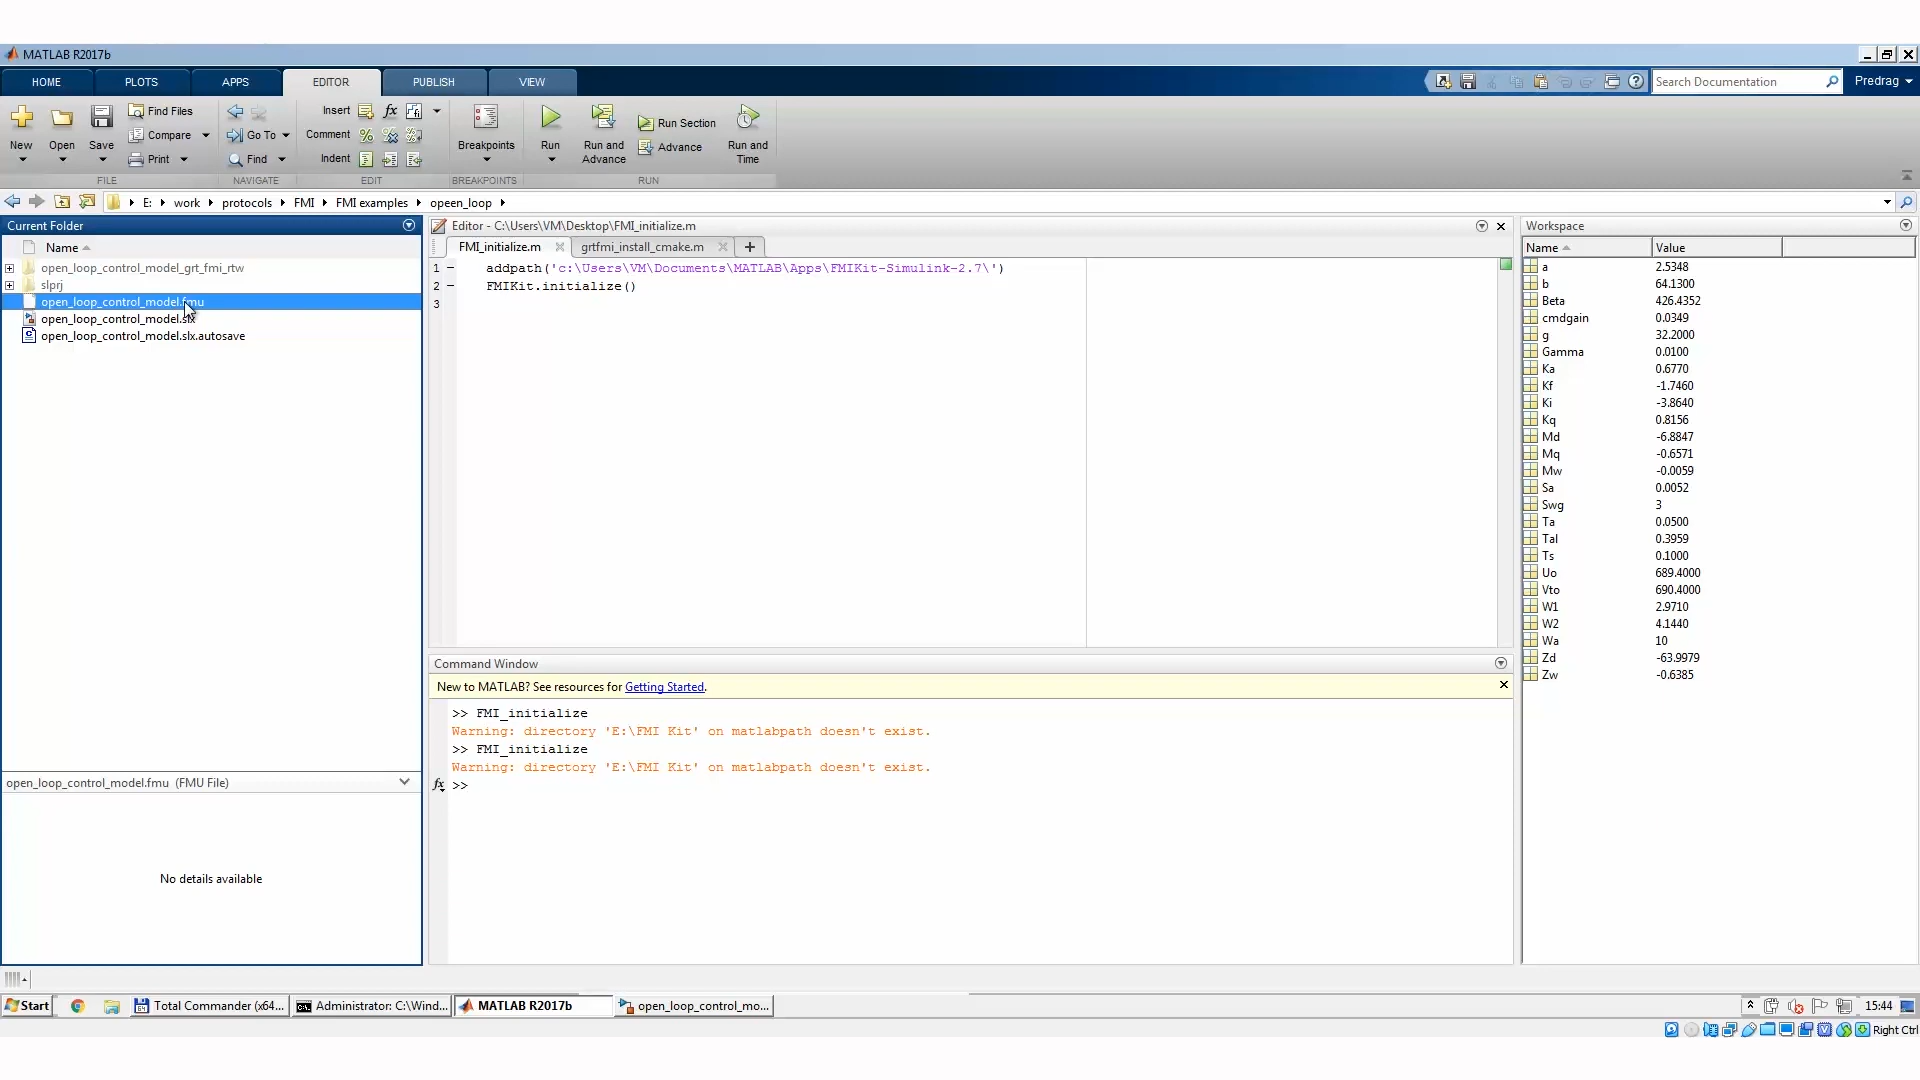 MATLAB R2017b
HOME PLOTS APPS EDITOR PUBLISH VIEW
Search Documentation Predrag
New Open Save
Find Files
Compare
Print
FILE
Go To
Find
NAVIGATE
Insert fx
Comment
Indent
EDIT
Breakpoints
BREAKPOINTS
Run
Run and Advance
Run Section
Advance
Run and Time
RUN
E: work protocols FMI FMI examples opeen_loop
Current Folder
Name
open_loop_control_model_grt_fmi_rtw
slprj
open_loop_control_model.fmu
open_loop_control_model.slx
open_loop_control_model.slx.autosave
open_loop_control_model.fmu (FMU File)
No details available
Editor - C:\Users\VM\Desktop\FMI_initialize.m
FMI_initialize.m grtfmi_install_cmake.m
1 addpath('c:\Users\VM\Documents\MATLAB\Apps\FMIKit-Simulink-2.7\')
2 FMIKit.initialize()
3
Command Window
New to MATLAB? See resources for Getting Started.
>> FMI_initialize
Warning: directory 'E:\FMI Kit' on matlabpath doesn't exist.
>> FMI_initialize
Warning: directory 'E:\FMI Kit' on matlabpath doesn't exist.
fx >>
Workspace
Name Value
a 2.5348
b 64.1300
Beta 426.4352
cmdgain 0.0349
g 32.2000
Gamma 0.0100
Ka 0.6770
Kf -1.7460
Ki -3.8640
Kq 0.8156
Md -6.8847
Mq -0.6571
Mw -0.0059
Sa 0.0052
Swg 3
Ta 0.0500
Tal 0.3959
Ts 0.1000
Uo 689.4000
Vto 690.4000
W1 2.9710
W2 4.1440
Wa 10
Zd -63.9979
Zw -0.6385
Start Total Commander (x64... Administrator: C:\Wind... MATLAB R2017b open_loop_control_mo... 15:44
Right Ctrl